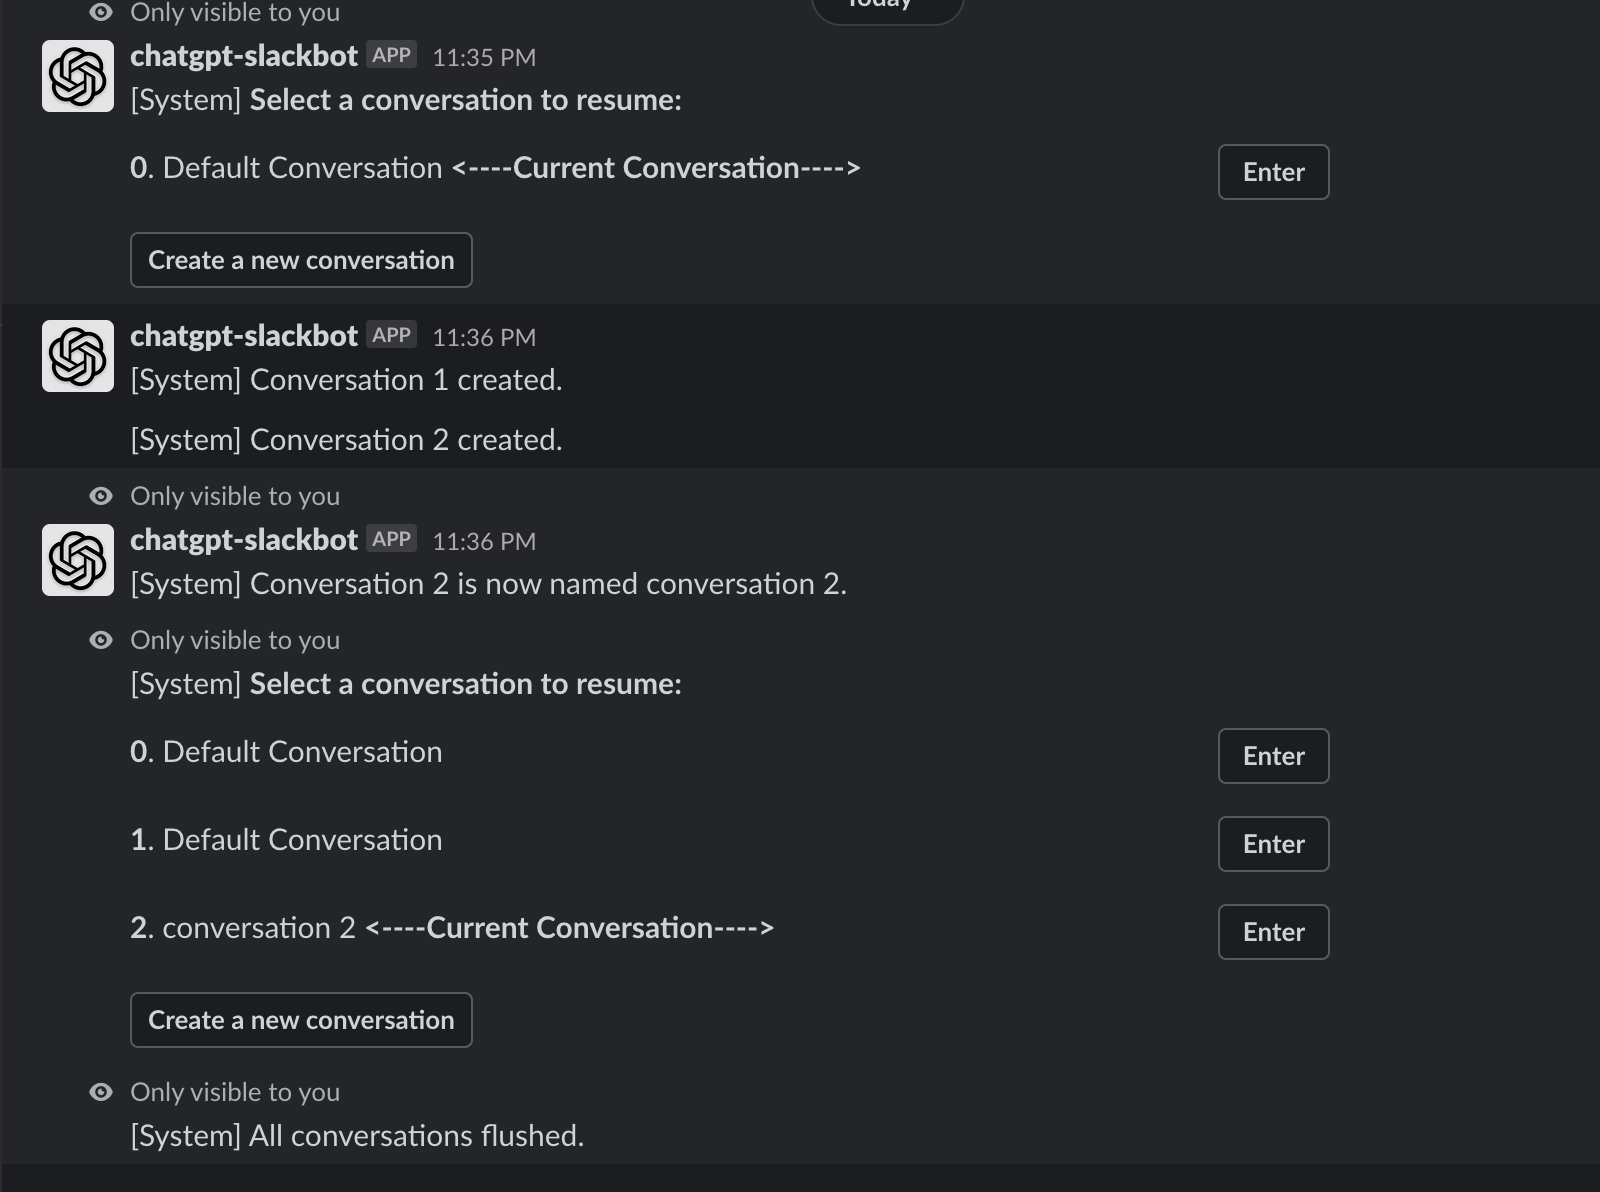 Only visible to you
Today
chatgpt-slackbot APP 11:35 PM
[System] Select a conversation to resume:
0. Default Conversation <----Current Conversation---->
Enter
Create a new conversation
chatgpt-slackbot APP 11:36 PM
[System] Conversation 1 created.
[System] Conversation 2 created.
Only visible to you
chatgpt-slackbot APP 11:36 PM
[System] Conversation 2 is now named conversation 2.
Only visible to you
[System] Select a conversation to resume:
0. Default Conversation
Enter
1. Default Conversation
Enter
2. conversation 2 <----Current Conversation---->
Enter
Create a new conversation
Only visible to you
[System] All conversations flushed.